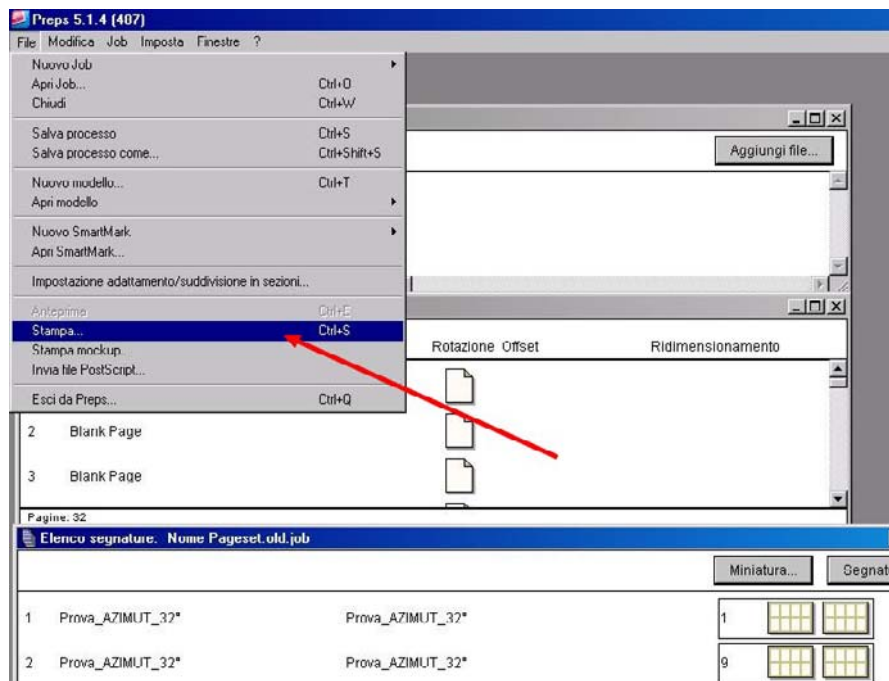 Preps 5.1.4 (407)
File Modifica Job Imposta Finestre ?
Nuovo Job
Apri Job... Ctrl+O
Chiudi Ctrl+W
Salva processo Ctrl+S
Salva processo come... Ctrl+Shift+S
Nuovo modello... Ctrl+T
Apri modello
Nuovo SmartMark
Apri SmartMark...
Impostazione adattamento/suddivisione in sezioni...
Anteprima Ctrl+E
Stampa... Ctrl+S
Stampa mockup...
Invia file PostScript...
Esci da Preps... Ctrl+Q
Aggiungi file...
Rotazione Offset Ridimensionamento
2 Blank Page
3 Blank Page
Pagine: 32
Elenco segnature: Nome Pageset.old.job
Miniatura... Segnat
1 Prova_AZIMUT_32* Prova_AZIMUT_32* 1
2 Prova_AZIMUT_32* Prova_AZIMUT_32* 9